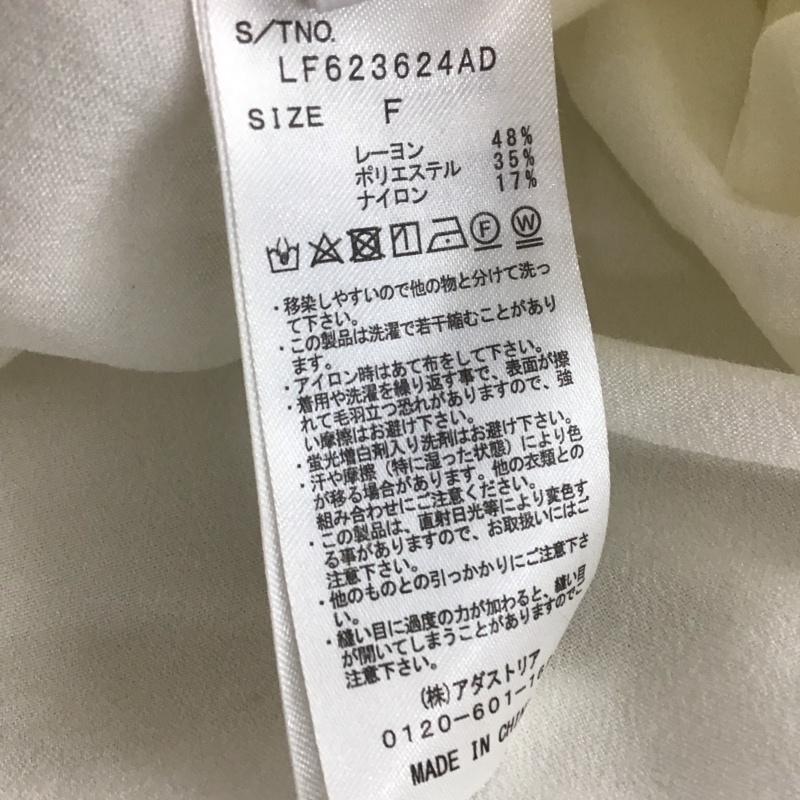 S/TNO.
LF623624AD
SIZE F
レーヨン 48%
ポリエステル 35%
ナイロン 17%
F W
・移染しやすいので他の物と分けて洗っ
て下さい。
・この製品は洗濯で若干縮むことがあり
ます。
・アイロン時はあて布をして下さい。
・着用や洗濯を繰り返す事で、表面が擦
れて毛羽立つ恐れがありますので、強
い摩擦はお避け下さい。
・蛍光増白剤入り洗剤はお避け下さい。
・汗や摩擦（特に湿った状態）により色
が移る場合があります。他の衣類との
組み合わせにご注意ください。
・この製品は、直射日光等により変色す
る事がありますので、お取扱いにはご
注意下さい。
・他のものとの引っかかりにご注意下さ
い。
・縫い目に過度の力が加わると、縫い目
が開いてしまうことがありますのでご
注意下さい。
(株)アダストリア
0120-601-16
MADE IN CHIN